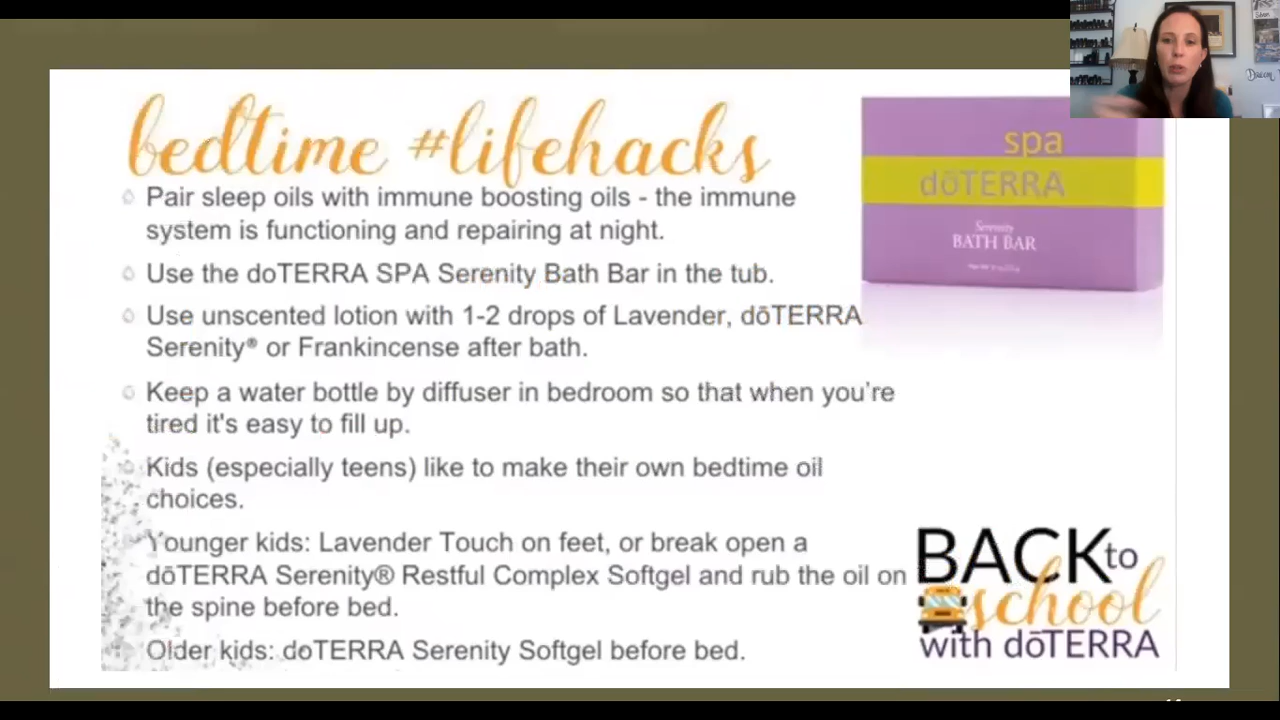 bedtime #lifehacks
Pair sleep oils with immune boosting oils - the immune
system is functioning and repairing at night.
Use the doTERRA SPA Serenity Bath Bar in the tub.
Use unscented lotion with 1-2 drops of Lavender, dōTERRA
Serenity® or Frankincense after bath.
Keep a water bottle by diffuser in bedroom so that when you're
tired it's easy to fill up.
Kids (especially teens) like to make their own bedtime oil
choices.
Younger kids: Lavender Touch on feet, or break open a
dōTERRA Serenity® Restful Complex Softgel and rub the oil on
the spine before bed.
Older kids: doTERRA Serenity Softgel before bed.
spa
dōTERRA
Serenity
BATH BAR
BACK to
school
with dōTERRA